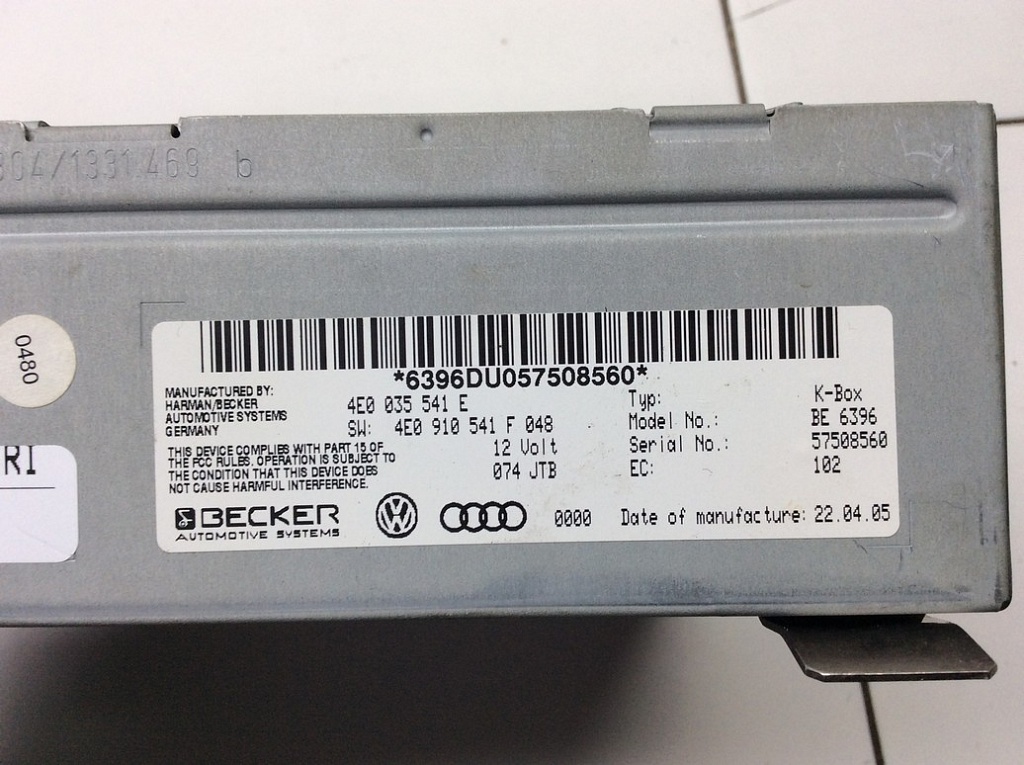 304/1331.469 b
0480
RI
*6396DU057508560*
MANUFACTURED BY:
HARMAN/BECKER
AUTOMOTIVE SYSTEMS
GERMANY
THIS DEVICE COMPLIES WITH PART 15 OF
THE FCC RULES. OPERATION IS SUBJECT TO
THE CONDITION THAT THIS DEVICE DOES
NOT CAUSE HARMFUL INTERFERENCE.
4E0 035 541 E
SW: 4E0 910 541 F 048
12 Volt
074 JTB
Typ: K-Box
Model No.: BE 6396
Serial No.: 57508560
EC: 102
BECKER
AUTOMOTIVE SYSTEMS
VW
0000 Date of manufacture: 22.04.05